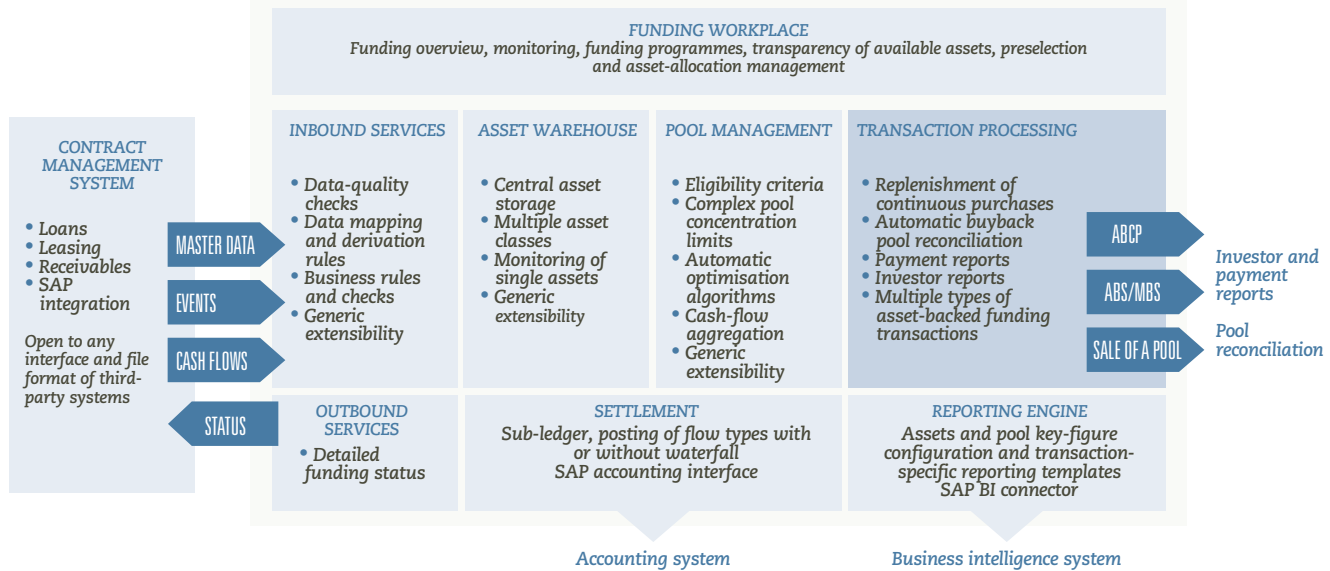 FUNDING WORKPLACE
Funding overview, monitoring, funding programmes, transparency of available assets, preselection
and asset-allocation management
CONTRACT
MANAGEMENT
SYSTEM
• Loans
• Leasing
• Receivables
• SAP
integration
Open to any
interface and file
format of third-
party systems
MASTER DATA
EVENTS
CASH FLOWS
STATUS
INBOUND SERVICES
• Data-quality
checks
• Data mapping
and derivation
rules
• Business rules
and checks
• Generic
extensibility
ASSET WAREHOUSE
• Central asset
storage
• Multiple asset
classes
• Monitoring of
single assets
• Generic
extensibility
POOL MANAGEMENT
• Eligibility criteria
• Complex pool
concentration
limits
• Automatic
optimisation
algorithms
• Cash-flow
aggregation
• Generic
extensibility
TRANSACTION PROCESSING
• Replenishment of
continuous purchases
• Automatic buyback
pool reconciliation
• Payment reports
• Investor reports
• Multiple types of
asset-backed funding
transactions
ABCP
ABS/MBS
SALE OF A POOL
Investor and
payment
reports
Pool
reconciliation
OUTBOUND
SERVICES
• Detailed
funding status
SETTLEMENT
Sub-ledger, posting of flow types with
or without waterfall
SAP accounting interface
REPORTING ENGINE
Assets and pool key-figure
configuration and transaction-
specific reporting templates
SAP BI connector
Accounting system
Business intelligence system